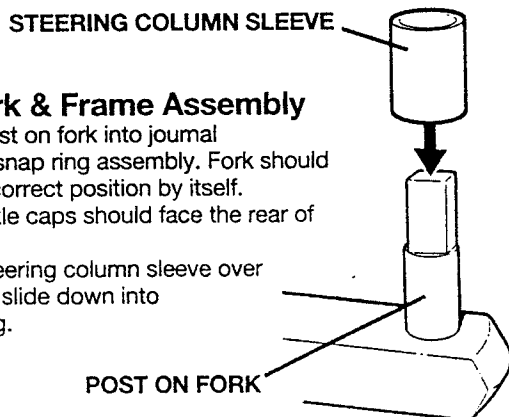 STEERING COLUMN SLEEVE
rk & Frame Assembly
st on fork into journal
snap ring assembly. Fork should
correct position by itself.
kle caps should face the rear of
eering column sleeve over
slide down into
g.
POST ON FORK